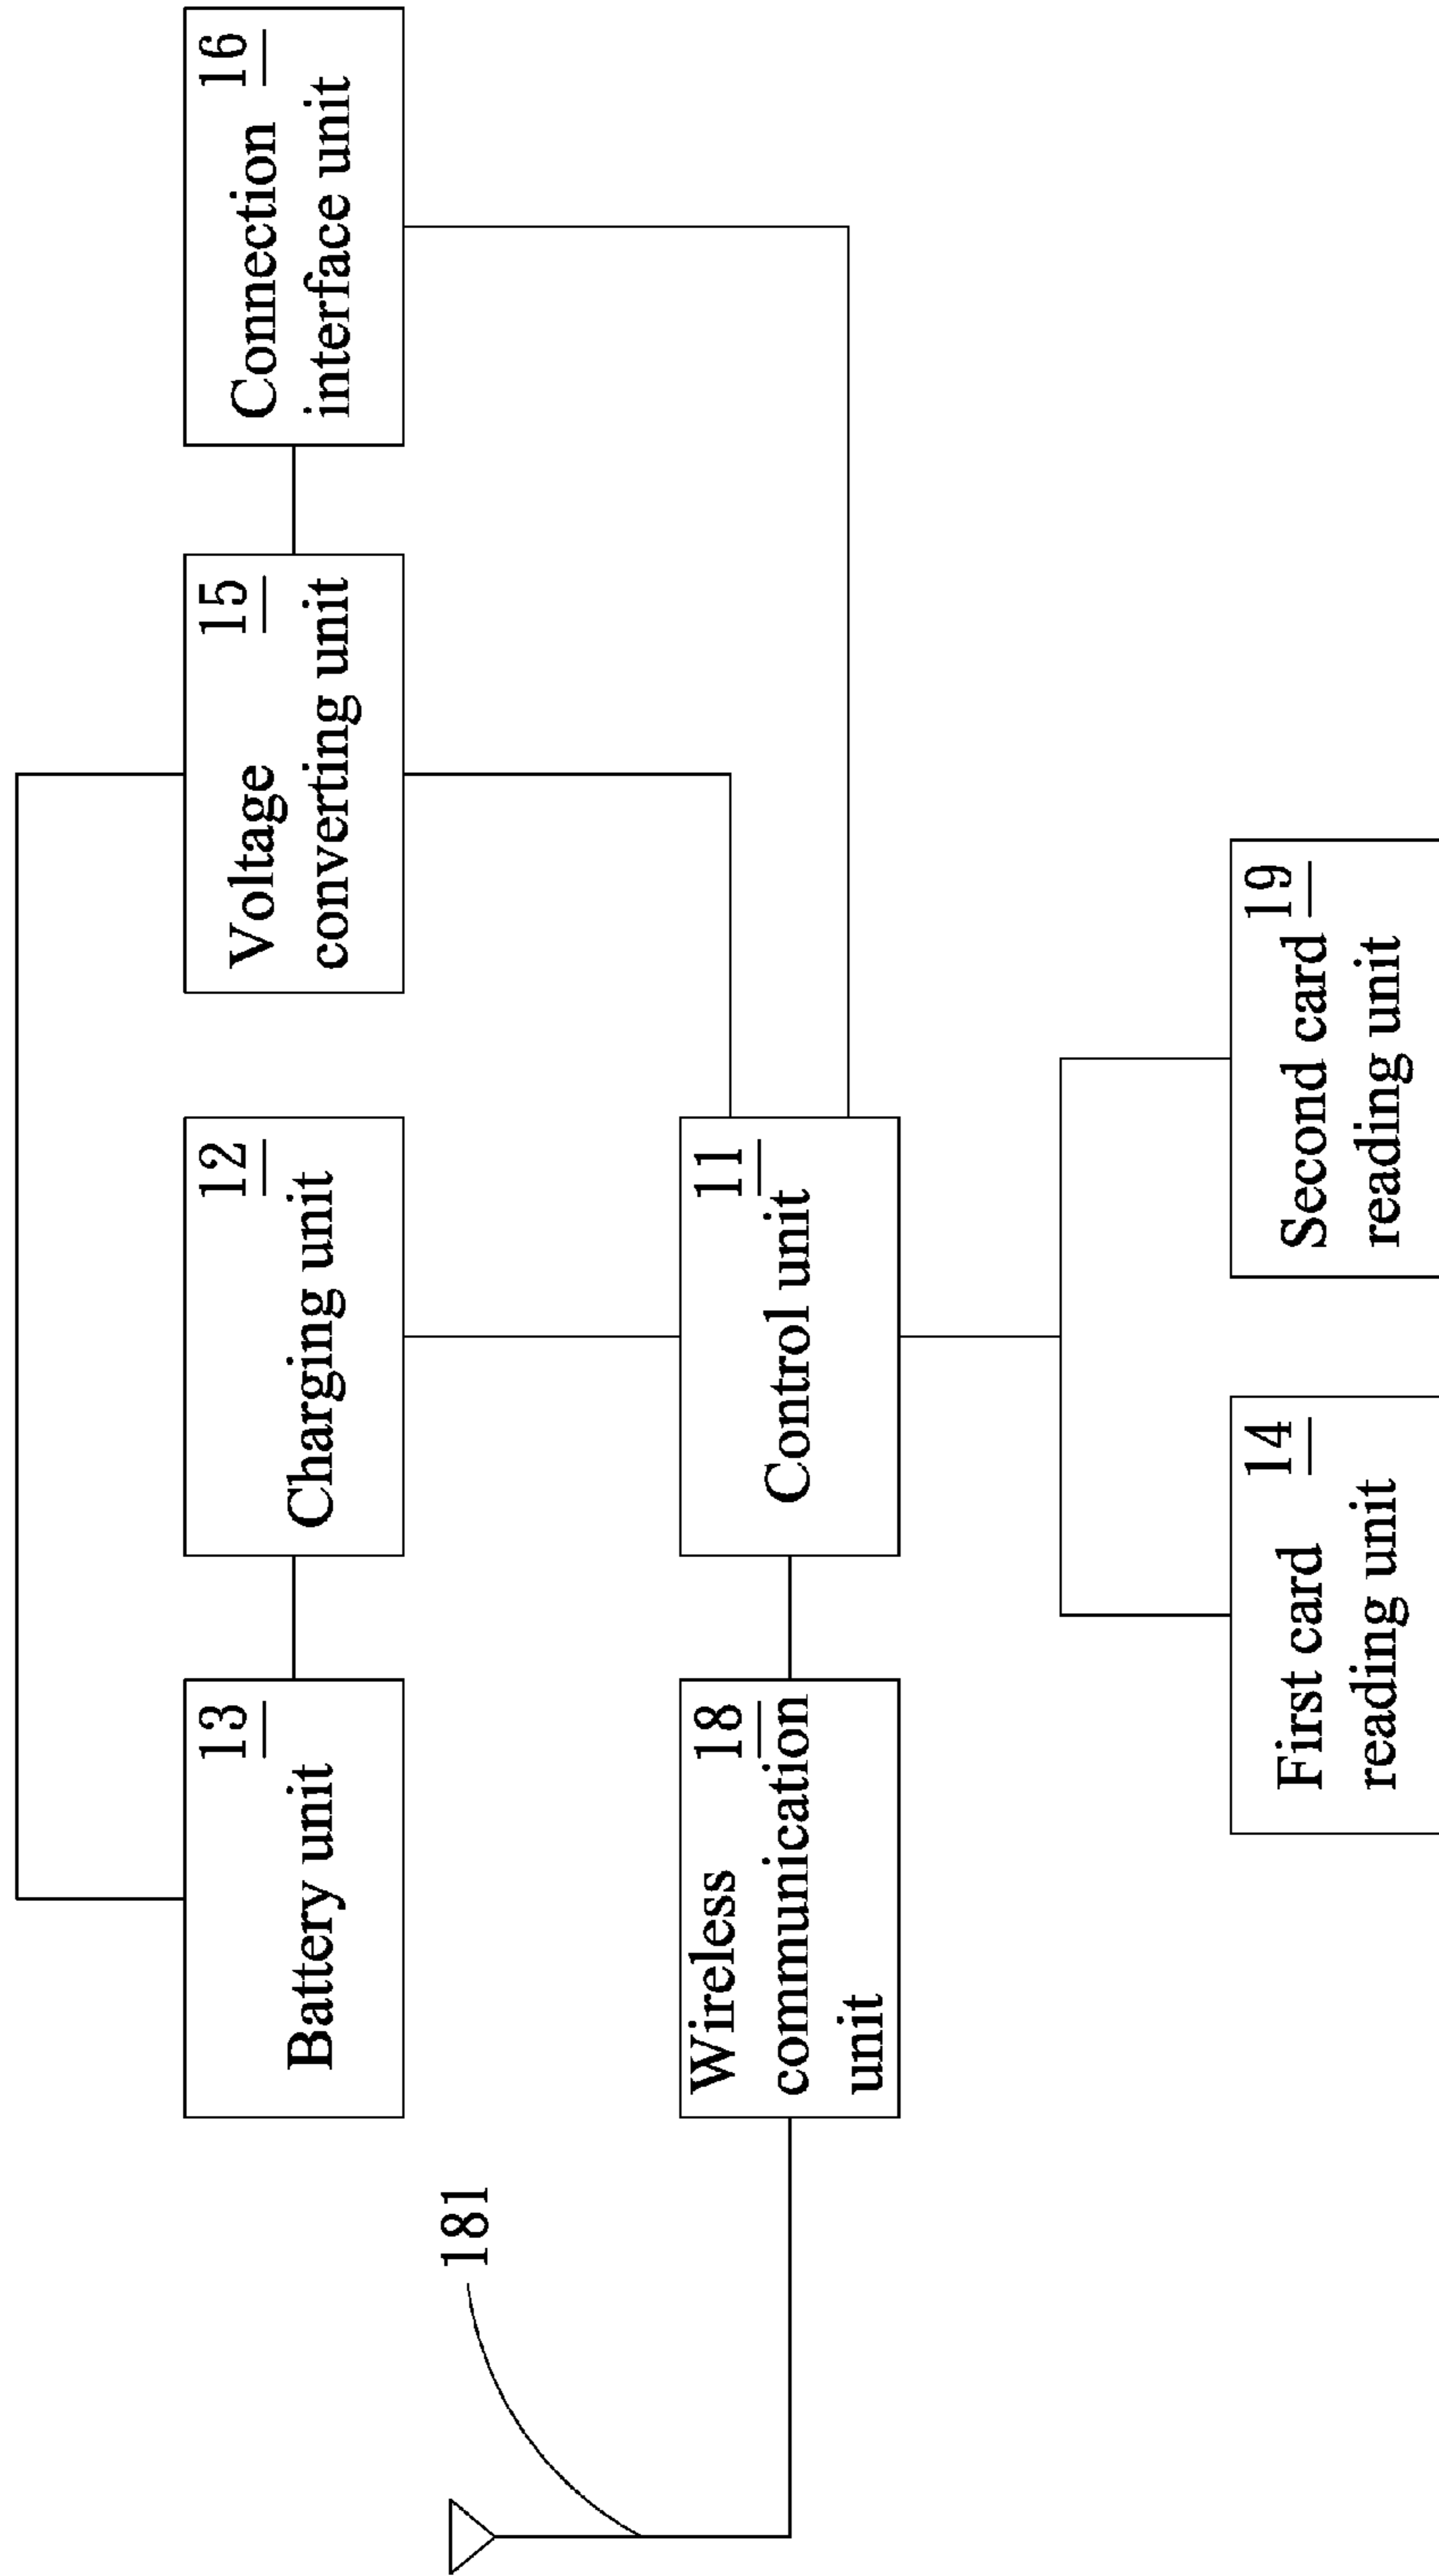 13
Battery unit
12
Charging unit
15
Voltage
converting unit
16
Connection
interface unit
181
18
Wireless
communication
unit
11
Control unit
14
First card
reading unit
19
Second card
reading unit